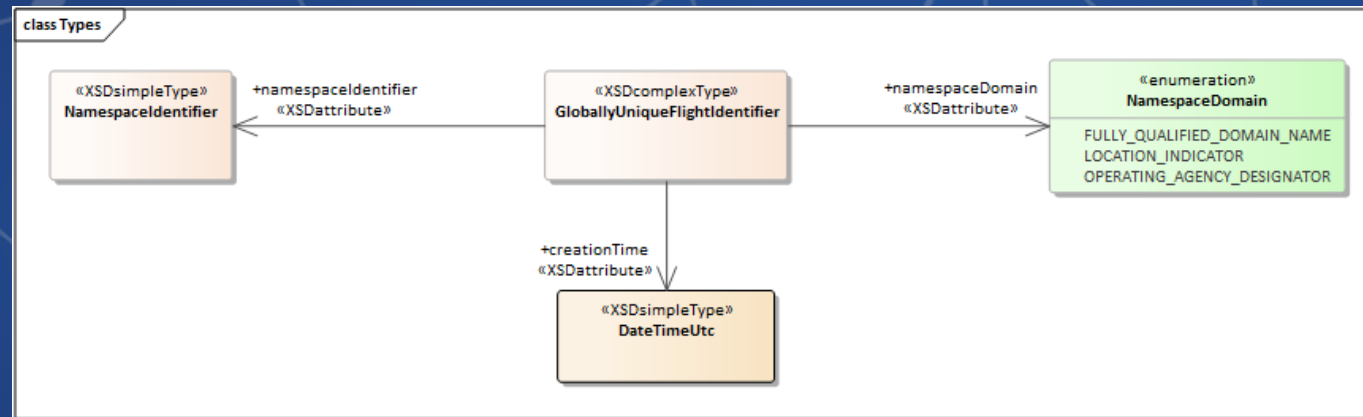 class Types
«XSDsimpleType»
NamespaceIdentifier
+namespaceIdentifier
«XSDattribute»
«XSDcomplexType»
GloballyUniqueFlightIdentifier
+namespaceDomain
«XSDattribute»
«enumeration»
NamespaceDomain
FULLY_QUALIFIED_DOMAIN_NAME
LOCATION_INDICATOR
OPERATING_AGENCY_DESIGNATOR
+creationTime
«XSDattribute»
«XSDsimpleType»
DateTimeUtc